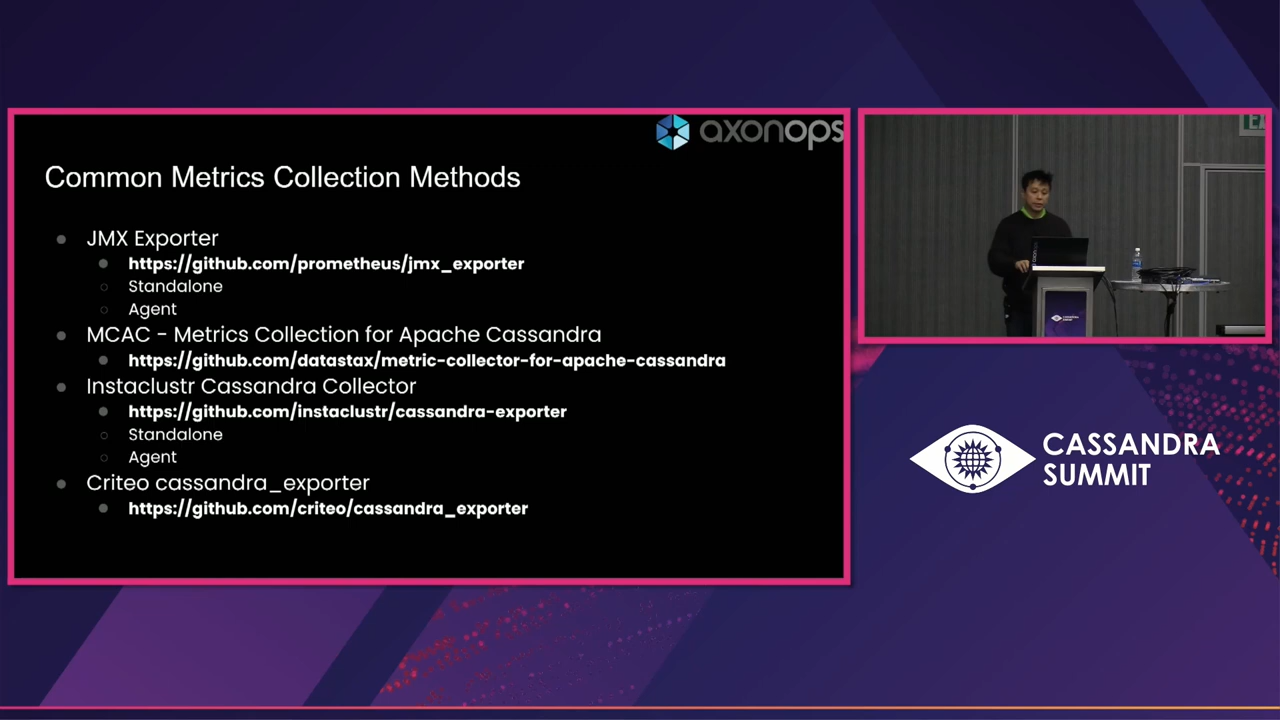 axonops
Common Metrics Collection Methods
JMX Exporter
https://github.com/prometheus/jmx_exporter
Standalone
Agent
MCAC - Metrics Collection for Apache Cassandra
https://github.com/datastax/metric-collector-for-apache-cassandra
Instaclustr Cassandra Collector
https://github.com/instaclustr/cassandra-exporter
Standalone
Agent
Criteo cassandra_exporter
https://github.com/criteo/cassandra_exporter
CASSANDRA
SUMMIT